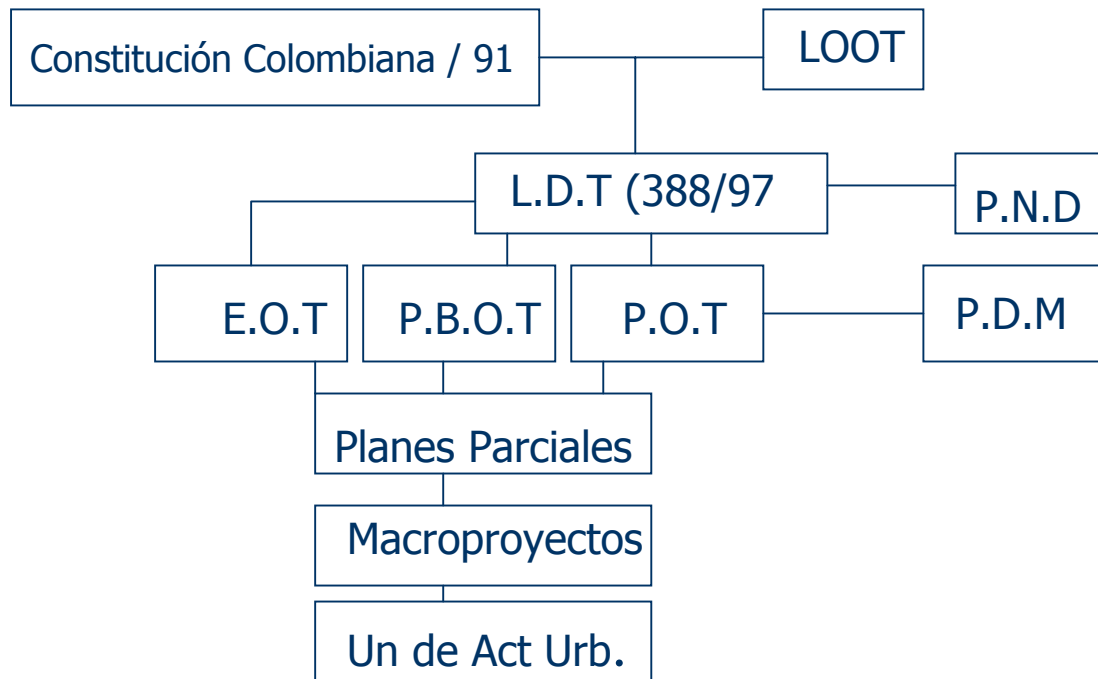 Constitución Colombiana / 91
LOOT
L.D.T (388/97
P.N.D
E.O.T
P.B.O.T
P.O.T
P.D.M
Planes Parciales
Macroproyectos
Un de Act Urb.